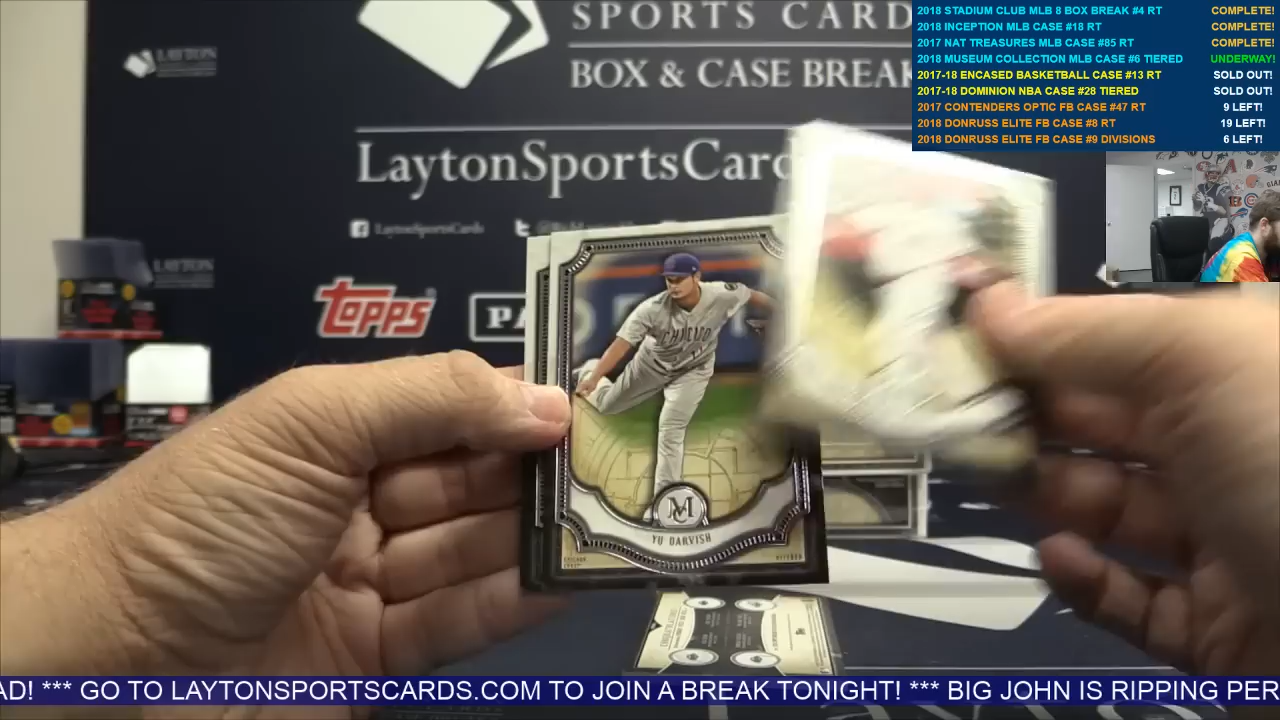 SPORTS CARD
BOX & CASE BREAK
LaytonSportsCard
LAYTON
LaytonSportsCards
LAYTON
TOPPS
PA
CHICAGO
MC
YU DARVISH
2018 STADIUM CLUB MLB 8 BOX BREAK #4 RT COMPLETE!
2018 INCEPTION MLB CASE #18 RT COMPLETE!
2017 NAT TREASURES MLB CASE #85 RT COMPLETE!
2018 MUSEUM COLLECTION MLB CASE #6 TIERED UNDERWAY!
2017-18 ENCASED BASKETBALL CASE #13 RT SOLD OUT!
2017-18 DOMINION NBA CASE #28 TIERED SOLD OUT!
2017 CONTENDERS OPTIC FB CASE #47 RT 9 LEFT!
2018 DONRUSS ELITE FB CASE #8 RT 19 LEFT!
2018 DONRUSS ELITE FB CASE #9 DIVISIONS 6 LEFT!
AD! *** GO TO LAYTONSPORTSCARDS.COM TO JOIN A BREAK TONIGHT! *** BIG JOHN IS RIPPING PER